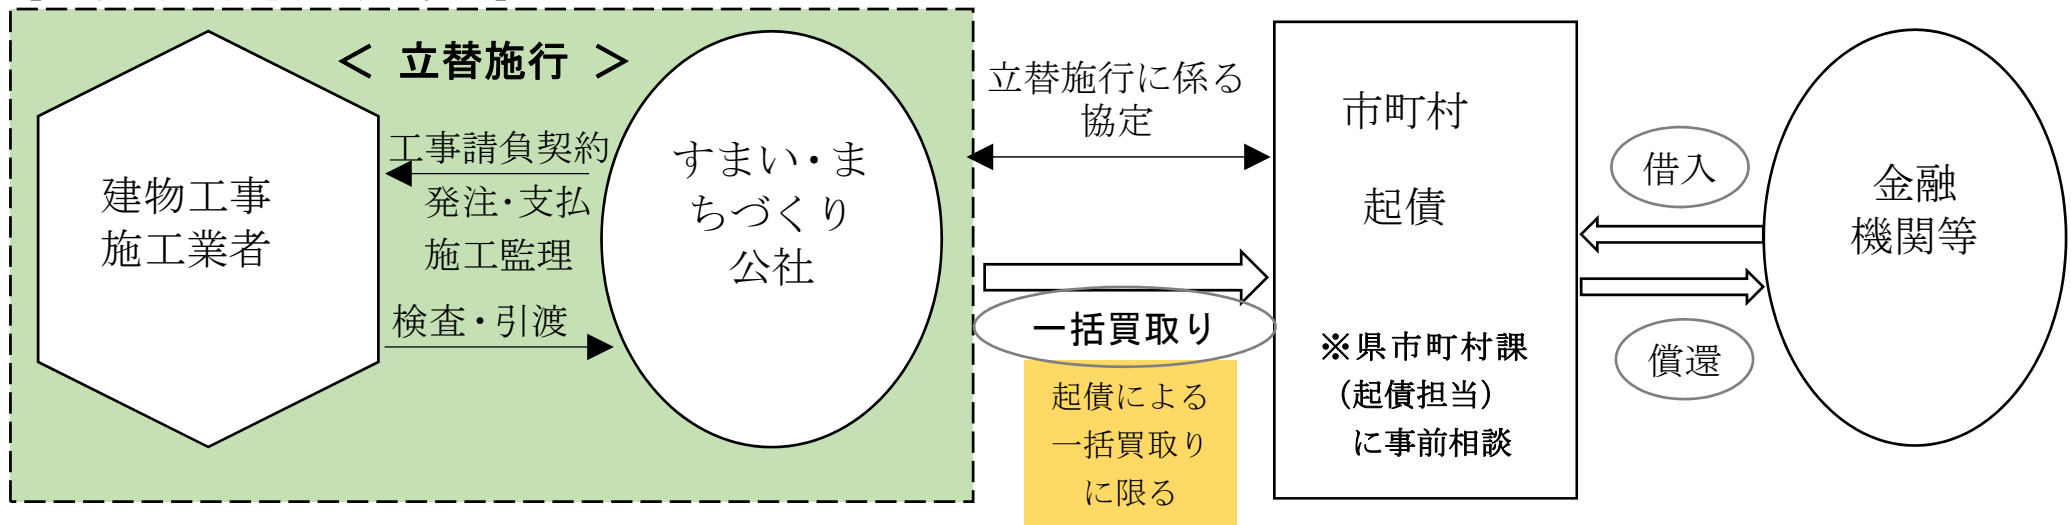 ＜ 立替施行 ＞
建物工事
施工業者
工事請負契約
発注・支払
施工監理
検査・引渡
すまい・ま
ちづくり
公社
立替施行に係る
協定
一括買取り
起債による
一括買取り
に限る
市町村
起債
※県市町村課
（起債担当）
に事前相談
借入
償還
金融
機関等